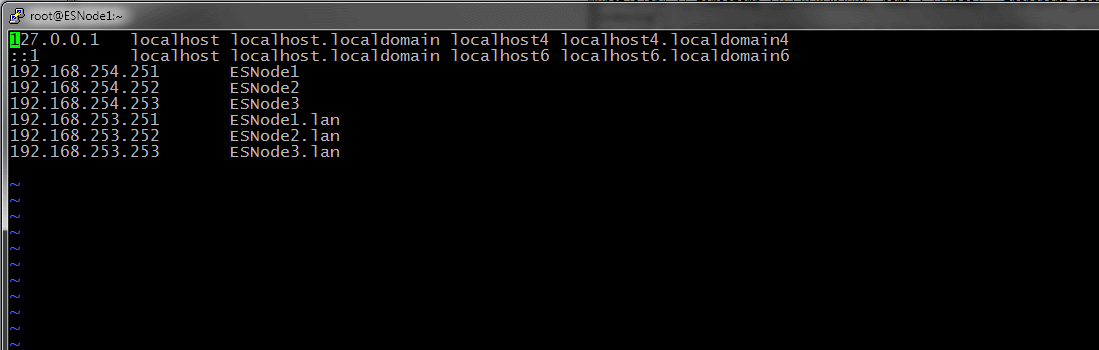 root@ESNode1:~
127.0.0.1   localhost localhost.localdomain localhost4 localhost4.localdomain4
::1         localhost localhost.localdomain localhost6 localhost6.localdomain6
192.168.254.251       ESNode1
192.168.254.252       ESNode2
192.168.254.253       ESNode3
192.168.253.251       ESNode1.lan
192.168.253.252       ESNode2.lan
192.168.253.253       ESNode3.lan
~
~
~
~
~
~
~
~
~
~
~